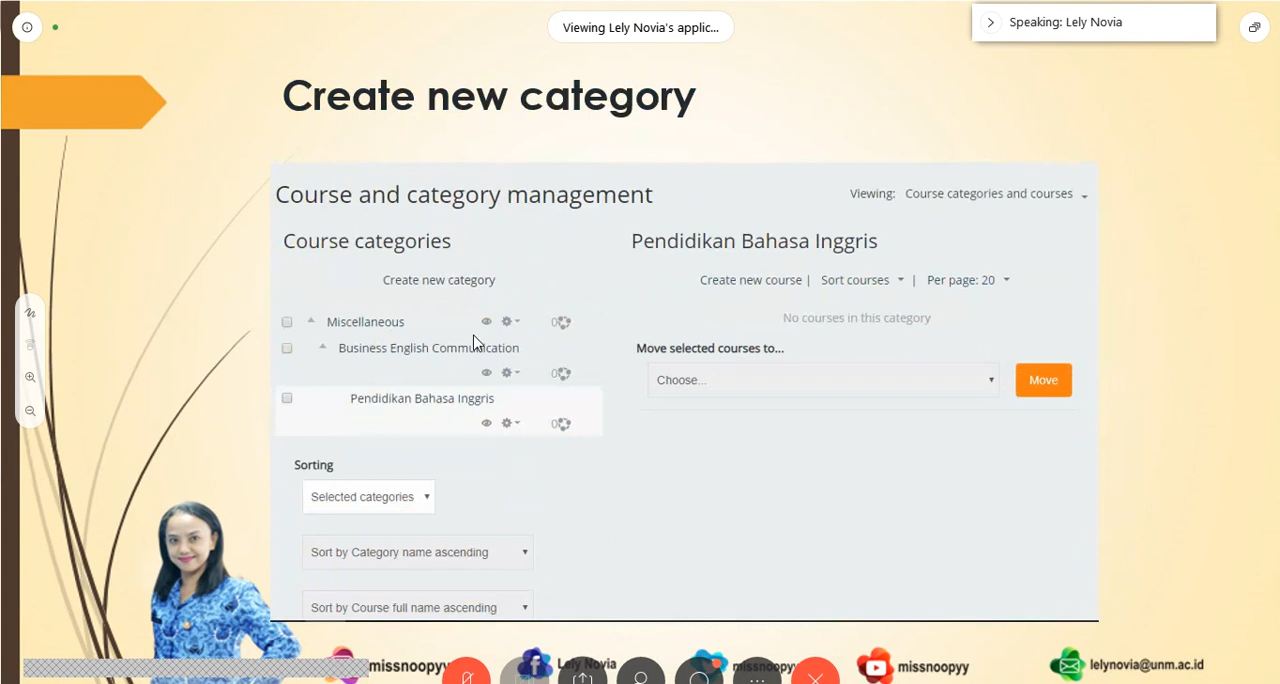 Viewing Lely Novia's applic...
Speaking: Lely Novia
Create new category
Course and category management
Viewing: Course categories and courses
Course categories
Pendidikan Bahasa Inggris
Create new category
Create new course | Sort courses | Per page: 20
Miscellaneous
0
No courses in this category
Business English Communication
0
Move selected courses to...
Choose...
Move
Pendidikan Bahasa Inggris
0
Sorting
Selected categories
Sort by Category name ascending
Sort by Course full name ascending
missnoopyy
Lely Novia
missnoopyy
missnoopyy
lelynovia@unm.ac.id